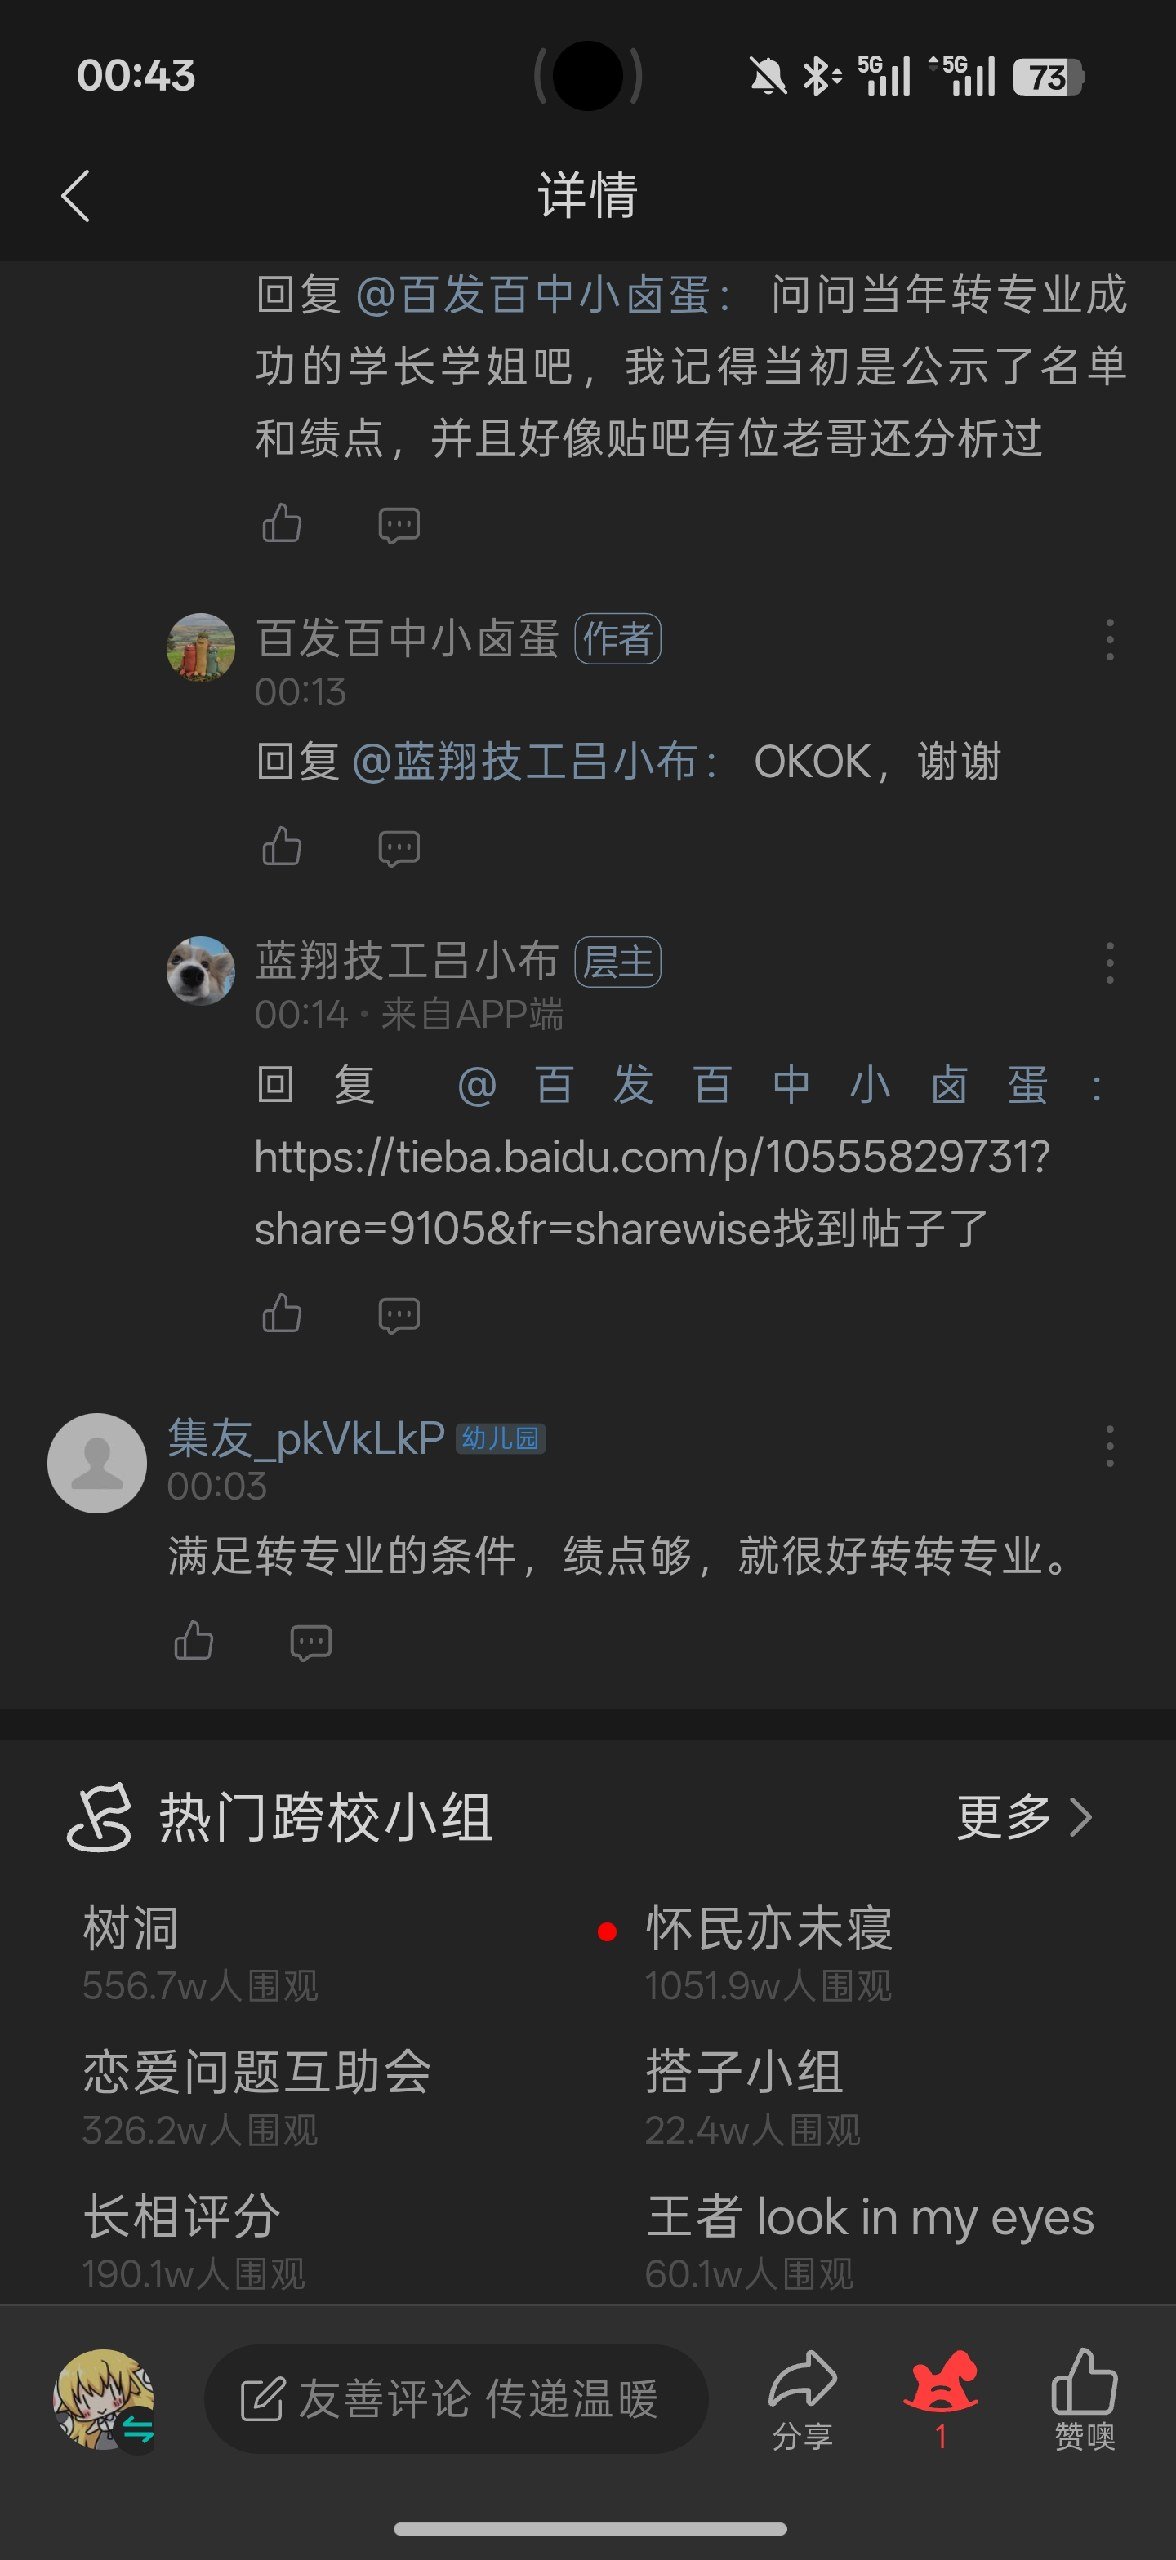 00:43
5G
5G
73
详情
回复 @百发百中小卤蛋： 问问当年转专业成
功的学长学姐吧，我记得当初是公示了名单
和绩点，并且好像贴吧有位老哥还分析过
百发百中小卤蛋 作者
00:13
回复 @蓝翔技工吕小布： OKOK，谢谢
蓝翔技工吕小布 层主
00:14 · 来自APP端
回复 @百发百中小卤蛋：
https://tieba.baidu.com/p/10555829731?
share=9105&fr=sharewise找到帖子了
集友_pkVkLkP 幼儿园
00:03
满足转专业的条件，绩点够，就很好转转专业。
热门跨校小组 更多
树洞 怀民亦未寝
556.7w人围观 1051.9w人围观
恋爱问题互助会 搭子小组
326.2w人围观 22.4w人围观
长相评分 王者 look in my eyes
190.1w人围观 60.1w人围观
友善评论 传递温暖
分享 1 赞噢